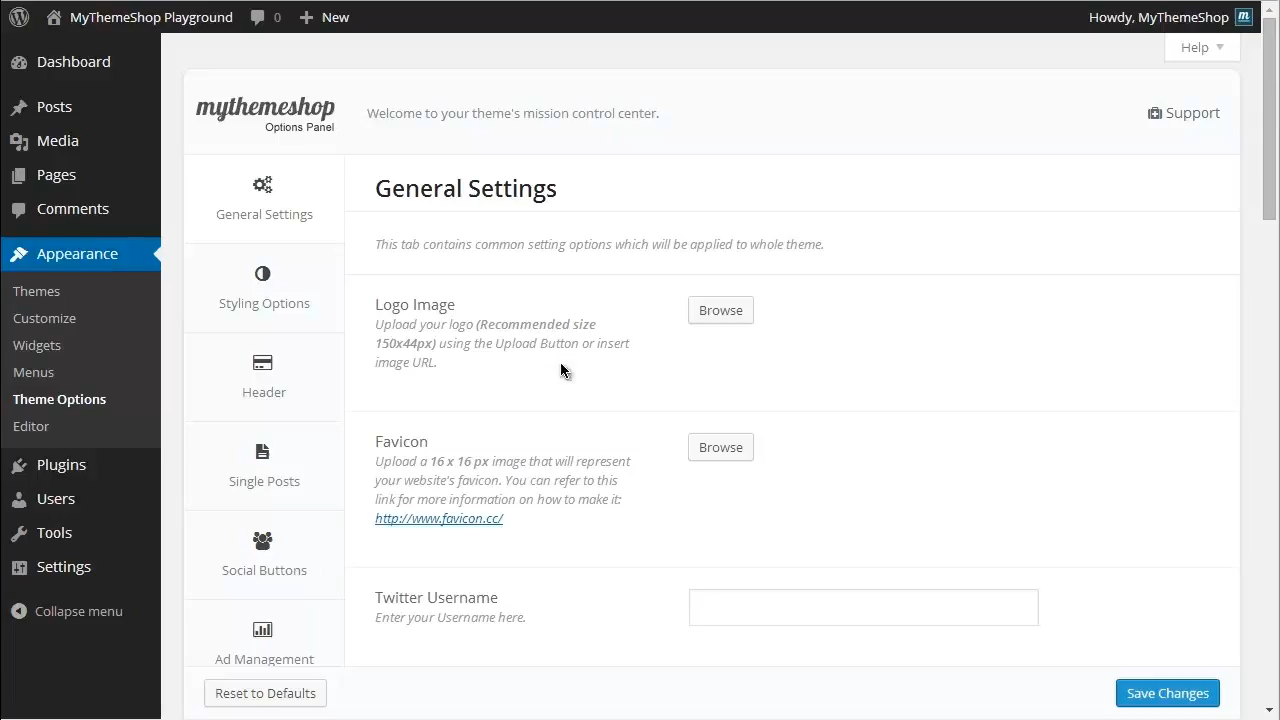 MyThemeShop Playground 0 New Howdy, MyThemeShop m
Help
Dashboard
Posts
Media
Pages
Comments
Appearance
Themes
Customize
Widgets
Menus
Theme Options
Editor
Plugins
Users
Tools
Settings
Collapse menu
mythemeshop
Options Panel
Welcome to your theme's mission control center.
Support
General Settings
Styling Options
Header
Single Posts
Social Buttons
Ad Management
General Settings
This tab contains common setting options which will be applied to whole theme.
Logo Image
Upload your logo (Recommended size
150x44px) using the Upload Button or insert
image URL.
Browse
Favicon
Upload a 16 x 16 px image that will represent
your website's favicon. You can refer to this
link for more information on how to make it:
http://www.favicon.cc/
Browse
Twitter Username
Enter your Username here.
Reset to Defaults
Save Changes